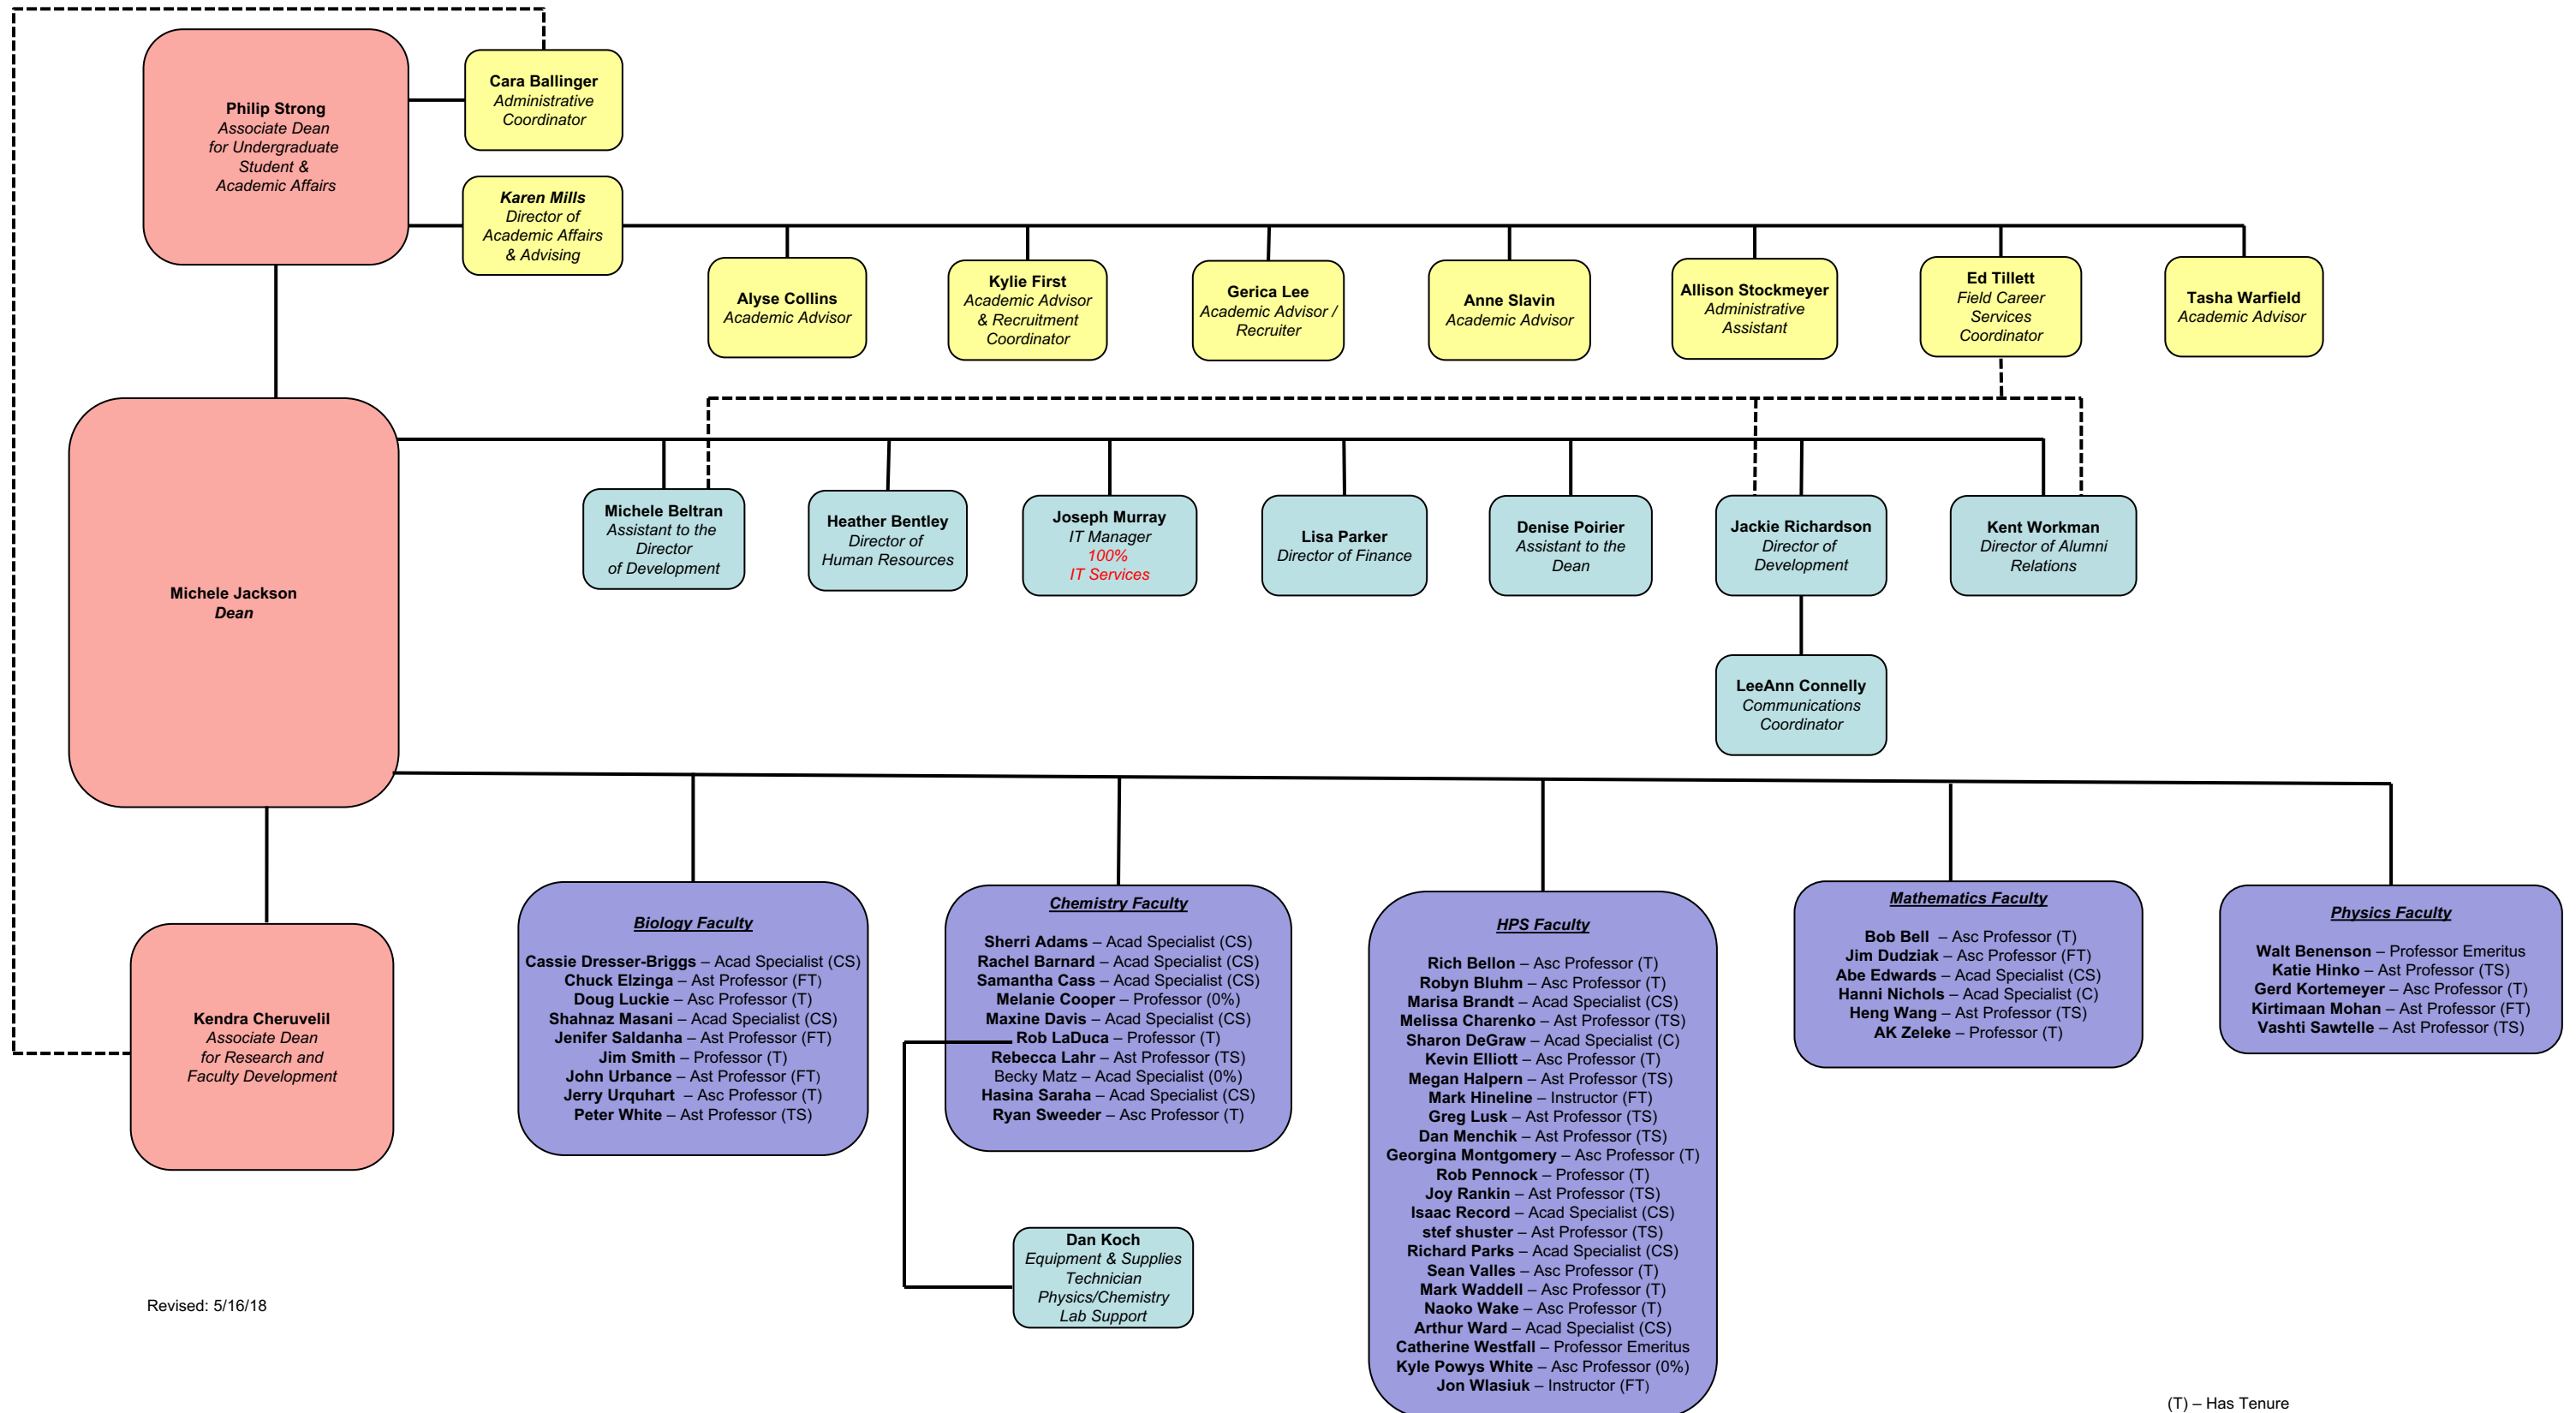 Philip Strong
Associate Dean
for Undergraduate
Student &
Academic Affairs
Cara Ballinger
Administrative
Coordinator
Karen Mills
Director of
Academic Affairs
& Advising
Alyse Collins
Academic Advisor
Kylie First
Academic Advisor
& Recruitment
Coordinator
Gerica Lee
Academic Advisor /
Recruiter
Anne Slavin
Academic Advisor
Allison Stockmeyer
Administrative
Assistant
Ed Tillett
Field Career
Services
Coordinator
Tasha Warfield
Academic Advisor
Michele Jackson
Dean
Michele Beltran
Assistant to the
Director
of Development
Heather Bentley
Director of
Human Resources
Joseph Murray
IT Manager
100%
IT Services
Lisa Parker
Director of Finance
Denise Poirier
Assistant to the
Dean
Jackie Richardson
Director of
Development
Kent Workman
Director of Alumni
Relations
LeeAnn Connelly
Communications
Coordinator
Kendra Cheruvelil
Associate Dean
for Research and
Faculty Development
Biology Faculty
Cassie Dresser-Briggs – Acad Specialist (CS)
Chuck Elzinga – Ast Professor (FT)
Doug Luckie – Asc Professor (T)
Shahnaz Masani – Acad Specialist (CS)
Jenifer Saldanha – Ast Professor (FT)
Jim Smith – Professor (T)
John Urbance – Ast Professor (FT)
Jerry Urquhart – Asc Professor (T)
Peter White – Ast Professor (TS)
Chemistry Faculty
Sherri Adams – Acad Specialist (CS)
Rachel Barnard – Acad Specialist (CS)
Samantha Cass – Acad Specialist (CS)
Melanie Cooper – Professor (0%)
Maxine Davis – Acad Specialist (CS)
Rob LaDuca – Professor (T)
Rebecca Lahr – Ast Professor (TS)
Becky Matz – Acad Specialist (0%)
Hasina Saraha – Acad Specialist (CS)
Ryan Sweeder – Asc Professor (T)
Dan Koch
Equipment & Supplies
Technician
Physics/Chemistry
Lab Support
HPS Faculty
Rich Bellon – Asc Professor (T)
Robyn Bluhm – Asc Professor (T)
Marisa Brandt – Acad Specialist (CS)
Melissa Charenko – Ast Professor (TS)
Sharon DeGraw – Acad Specialist (C)
Kevin Elliott – Asc Professor (T)
Megan Halpern – Ast Professor (TS)
Mark Hineline – Instructor (FT)
Greg Lusk – Ast Professor (TS)
Dan Menchik – Ast Professor (TS)
Georgina Montgomery – Asc Professor (T)
Rob Pennock – Professor (T)
Joy Rankin – Ast Professor (TS)
Isaac Record – Acad Specialist (CS)
stef shuster – Ast Professor (TS)
Richard Parks – Acad Specialist (CS)
Sean Valles – Asc Professor (T)
Mark Waddell – Asc Professor (T)
Naoko Wake – Asc Professor (T)
Arthur Ward – Acad Specialist (CS)
Catherine Westfall – Professor Emeritus
Kyle Powys White – Asc Professor (0%)
Jon Wlasiuk – Instructor (FT)
Mathematics Faculty
Bob Bell – Asc Professor (T)
Jim Dudziak – Asc Professor (FT)
Abe Edwards – Acad Specialist (CS)
Hanni Nichols – Acad Specialist (C)
Heng Wang – Ast Professor (TS)
AK Zeleke – Professor (T)
Physics Faculty
Walt Benenson – Professor Emeritus
Katie Hinko – Ast Professor (TS)
Gerd Kortemeyer – Asc Professor (T)
Kirtimaan Mohan – Ast Professor (FT)
Vashti Sawtelle – Ast Professor (TS)
Revised: 5/16/18
(T) – Has Tenure